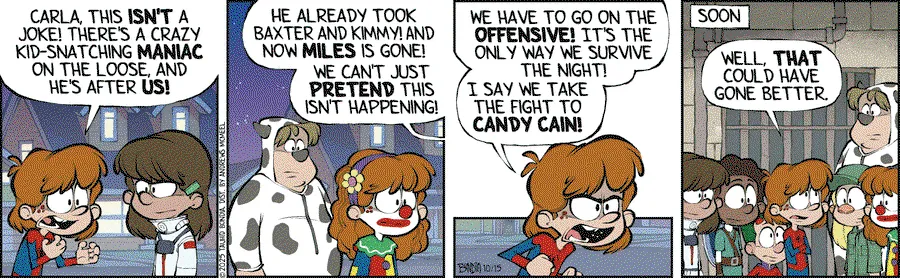 CARLA, THIS ISN'T A
JOKE! THERE'S A CRAZY
KID-SNATCHING MANIAC
ON THE LOOSE, AND
HE'S AFTER US!
HE ALREADY TOOK
BAXTER AND KIMMY! AND
NOW MILES IS GONE!
WE CAN'T JUST
PRETEND THIS
ISN'T HAPPENING!
WE HAVE TO GO ON THE
OFFENSIVE! IT'S THE
ONLY WAY WE SURVIVE
THE NIGHT!
I SAY WE TAKE
THE FIGHT TO
CANDY CAIN!
10/15
SOON
WELL, THAT
COULD HAVE
GONE BETTER.